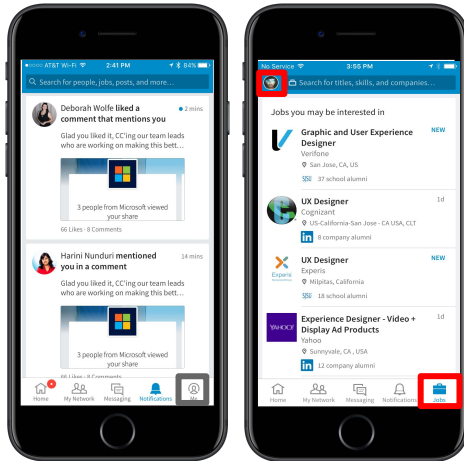 AT&T Wi-Fi 2:41 PM 84%
Search for people, jobs, posts, and more...
Deborah Wolfe liked a
comment that mentions you
2 mins
Glad you liked it, CC'ing our team leads
who are working on making this bett...
3 people from Microsoft viewed
your share
66 Likes · 8 Comments
Harini Nunduri mentioned
you in a comment
14 mins
Glad you liked it, CC'ing our team leads
who are working on making this bett...
3 people from Microsoft viewed
your share
66 Likes · 8 Comments
Home My Network Messaging Notifications Me
No Service 3:55 PM
Search for titles, skills, and companies...
Jobs you may be interested in
Graphic and User Experience
Designer
NEW
Verifone
San Jose, CA, US
37 school alumni
UX Designer
1d
Cognizant
US-California-San Jose - CA USA, CLT
in 8 company alumni
Experis
UX Designer
NEW
Experis
Milpitas, California
18 school alumni
YAHOO!
Experience Designer - Video +
Display Ad Products
1d
Yahoo
Sunnyvale, CA , USA
in 12 company alumni
Home My Network Messaging Notifications Jobs